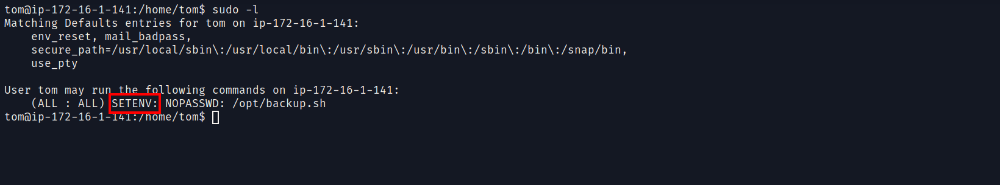 tom@ip-172-16-1-141:/home/tom$ sudo -l
Matching Defaults entries for tom on ip-172-16-1-141:
    env_reset, mail_badpass,
    secure_path=/usr/local/sbin\:/usr/local/bin\:/usr/sbin\:/usr/bin\:/sbin\:/bin\:/snap/bin,
    use_pty

User tom may run the following commands on ip-172-16-1-141:
    (ALL : ALL) SETENV: NOPASSWD: /opt/backup.sh
tom@ip-172-16-1-141:/home/tom$